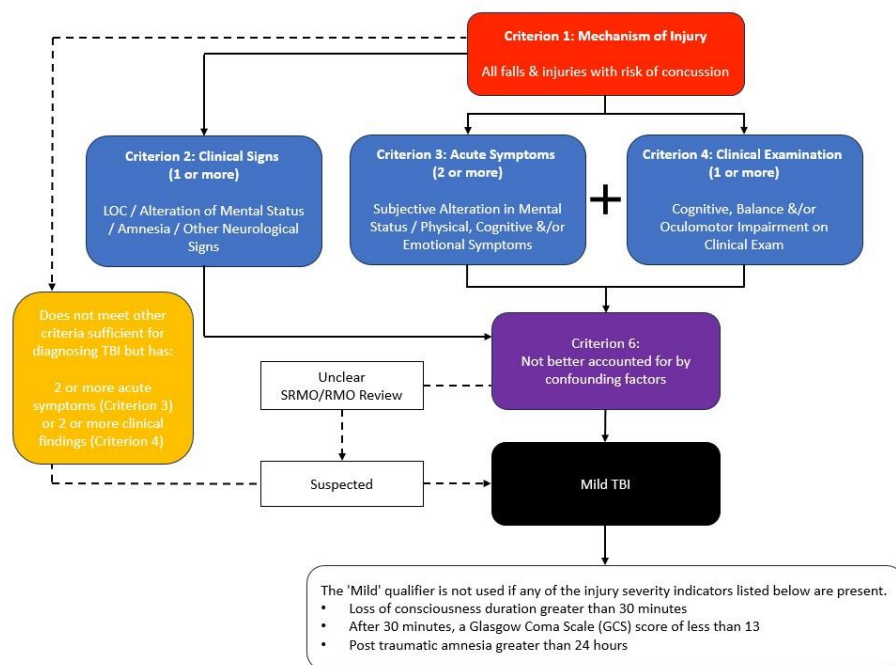 Criterion 1: Mechanism of Injury
All falls & injuries with risk of concussion
Criterion 2: Clinical Signs
(1 or more)
LOC / Alteration of Mental Status
/ Amnesia / Other Neurological
Signs
Criterion 3: Acute Symptoms
(2 or more)
Subjective Alteration in Mental
Status / Physical, Cognitive &/or
Emotional Symptoms
+
Criterion 4: Clinical Examination
(1 or more)
Cognitive, Balance &/or
Oculomotor Impairment on
Clinical Exam
Does not meet other
criteria sufficient for
diagnosing TBI but has:
2 or more acute
symptoms (Criterion 3)
or 2 or more clinical
findings (Criterion 4)
Criterion 6:
Not better accounted for by
confounding factors
Unclear
SRMO/RMO Review
Suspected
Mild TBI
The 'Mild' qualifier is not used if any of the injury severity indicators listed below are present.
• Loss of consciousness duration greater than 30 minutes
• After 30 minutes, a Glasgow Coma Scale (GCS) score of less than 13
• Post traumatic amnesia greater than 24 hours